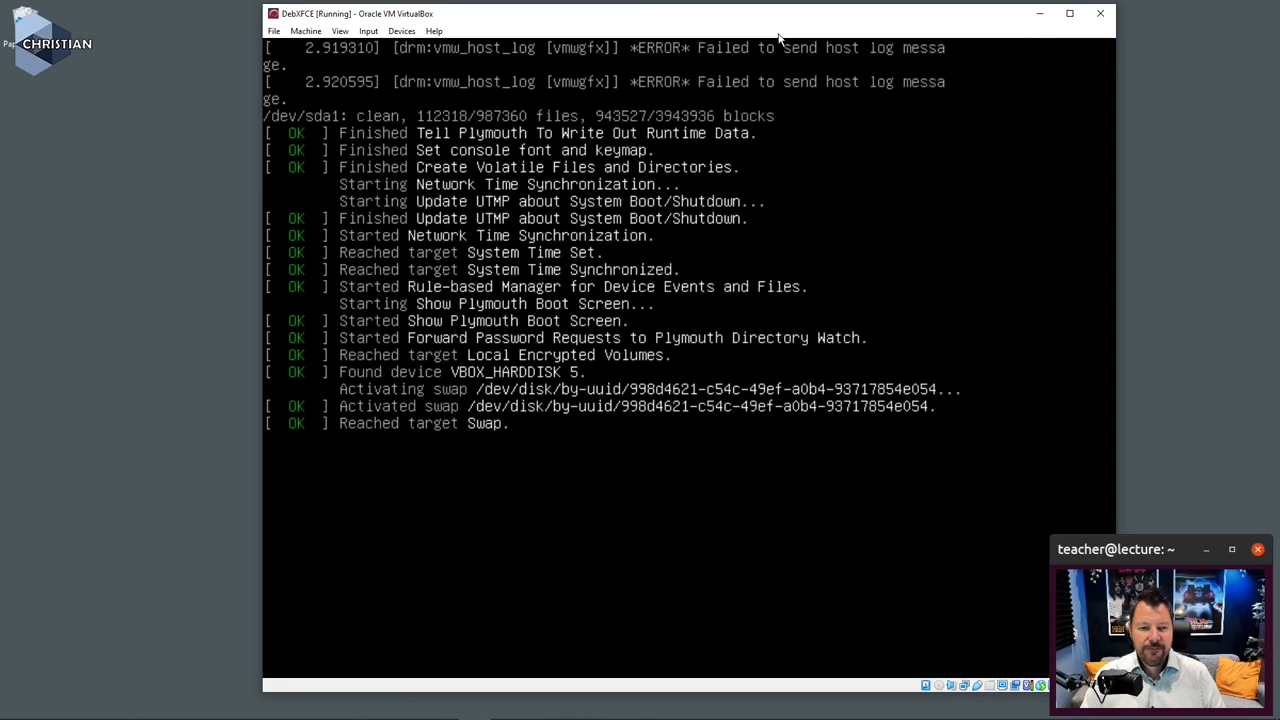 DebXFCE [Running] - Oracle VM VirtualBox
File Machine View Input Devices Help
CHRISTIAN
[    2.919310] [drm:vmw_host_log [vmwgfx]] *ERROR* Failed to send host log messa
ge.
[    2.920595] [drm:vmw_host_log [vmwgfx]] *ERROR* Failed to send host log messa
ge.
/dev/sda1: clean, 112318/987360 files, 943527/3943936 blocks
[  OK  ] Finished Tell Plymouth To Write Out Runtime Data.
[  OK  ] Finished Set console font and keymap.
[  OK  ] Finished Create Volatile Files and Directories.
Starting Network Time Synchronization...
Starting Update UTMP about System Boot/Shutdown...
[  OK  ] Finished Update UTMP about System Boot/Shutdown.
[  OK  ] Started Network Time Synchronization.
[  OK  ] Reached target System Time Set.
[  OK  ] Reached target System Time Synchronized.
[  OK  ] Started Rule-based Manager for Device Events and Files.
Starting Show Plymouth Boot Screen...
[  OK  ] Started Show Plymouth Boot Screen.
[  OK  ] Started Forward Password Requests to Plymouth Directory Watch.
[  OK  ] Reached target Local Encrypted Volumes.
[  OK  ] Found device VBOX_HARDDISK 5.
Activating swap /dev/disk/by-uuid/998d4621-c54c-49ef-a0b4-93717854e054...
[  OK  ] Activated swap /dev/disk/by-uuid/998d4621-c54c-49ef-a0b4-93717854e054.
[  OK  ] Reached target Swap.
teacher@lecture: ~